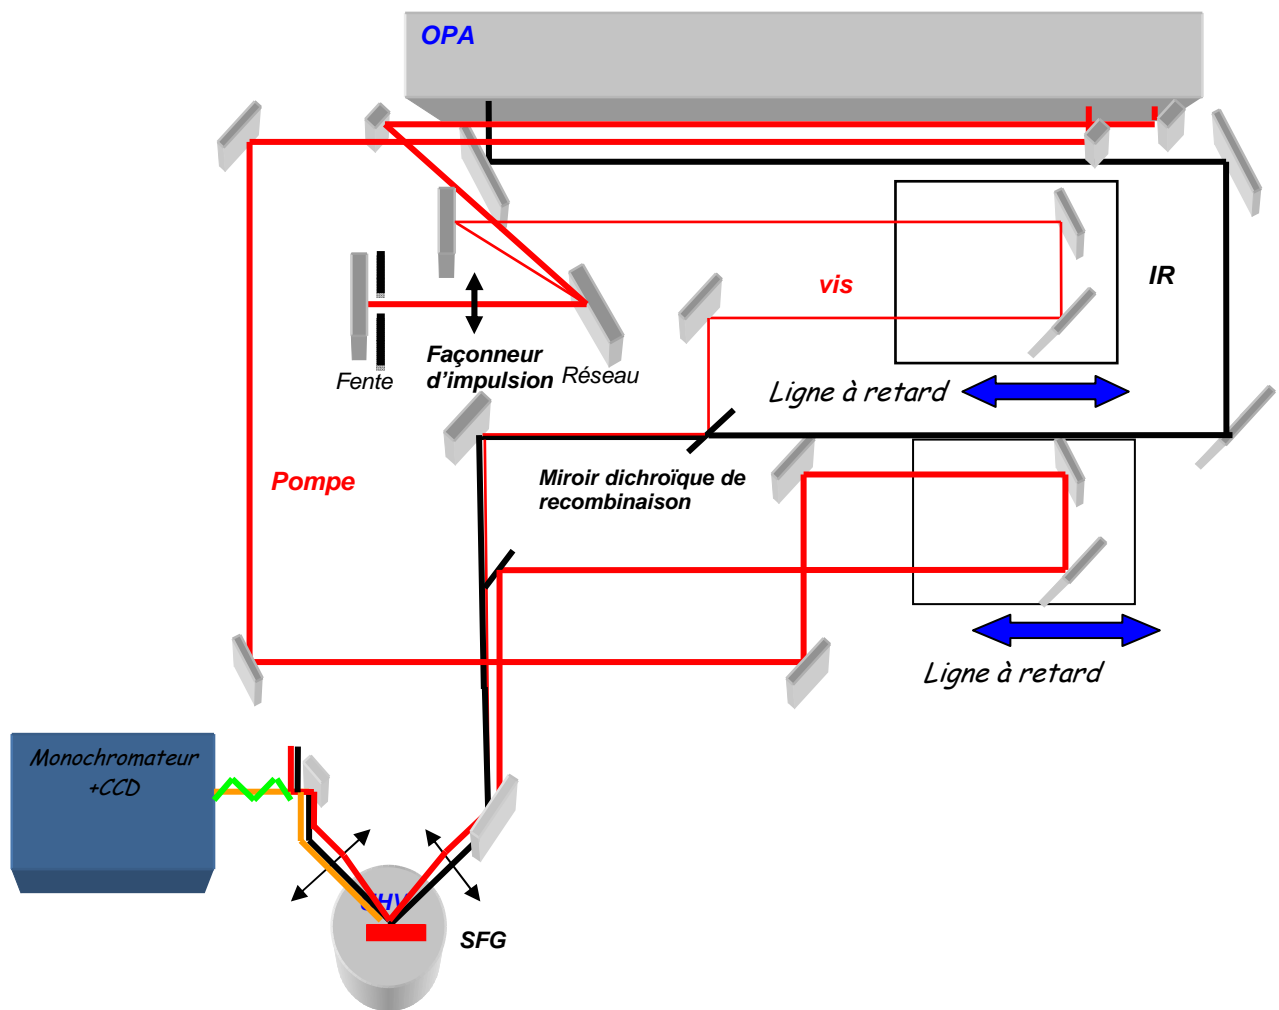 OPA
vis
IR
Façonneur
d'impulsion
Réseau
Fente
Ligne à retard
Pompe
Miroir dichroïque de
recombinaison
Ligne à retard
Monochromateur
+CCD
UHV
SFG